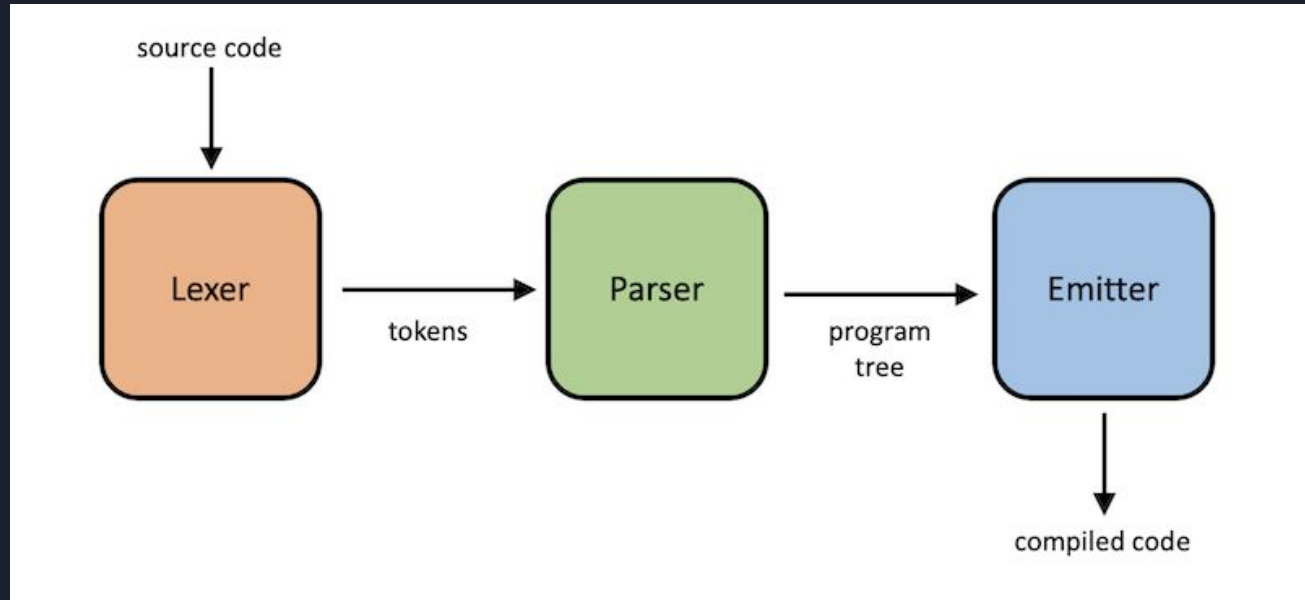 source code
Lexer
tokens
Parser
program
tree
Emitter
compiled code